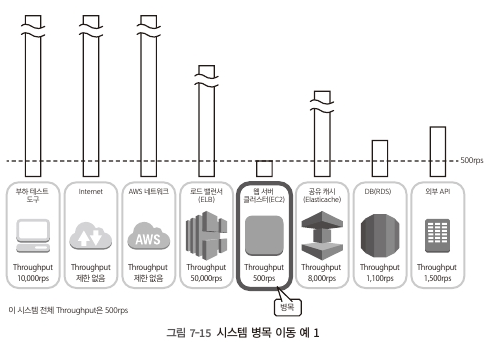 500rps
부하 테스트
도구
Throughput
10,000rps
Internet
Throughput
제한 없음
AWS 네트워크
AWS
Throughput
제한 없음
로드 밸런서
(ELB)
Throughput
50,000rps
웹 서버
클러스터(EC2)
Throughput
500rps
공유 캐시
(Elasticache)
Throughput
8,000rps
DB(RDS)
Throughput
1,100rps
외부 API
Throughput
1,500rps
병목
이 시스템 전체 Throughput은 500rps
그림 7-15 시스템 병목 이동 예 1